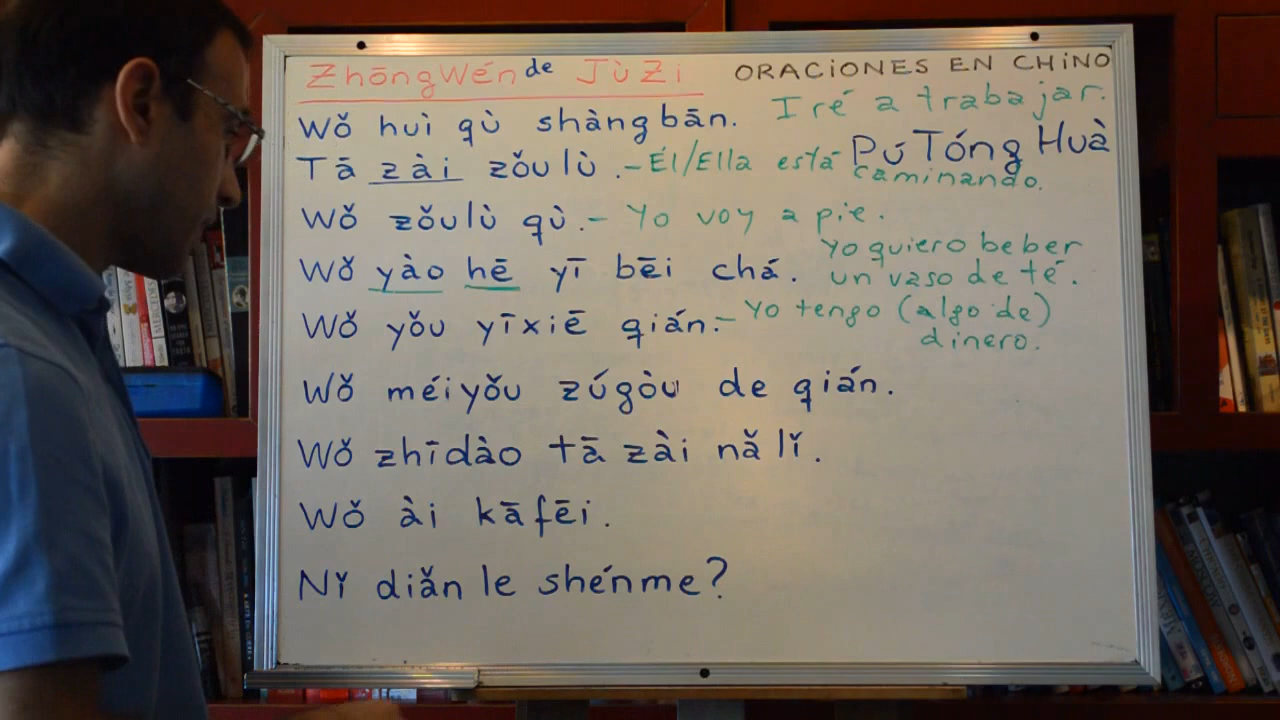 ZhōngWén de JùZi ORACIONES EN CHINO
Wǒ huì qù shàngbān. Iré a trabajar.
PúTóngHuà
Tā zài zǒulù.- Él/Ella está caminando.
Wǒ zǒulù qù.- Yo voy a pie.
Wǒ yào hē yī bēi chá. Yo quiero beber
un vaso de té.
Wǒ yǒu yīxiē qián.- Yo tengo (algo de)
dinero.
Wǒ méiyǒu zúgòu de qián.
Wǒ zhīdào tā zài nǎ lǐ.
Wǒ ài kāfēi.
Nǐ diǎn le shénme?